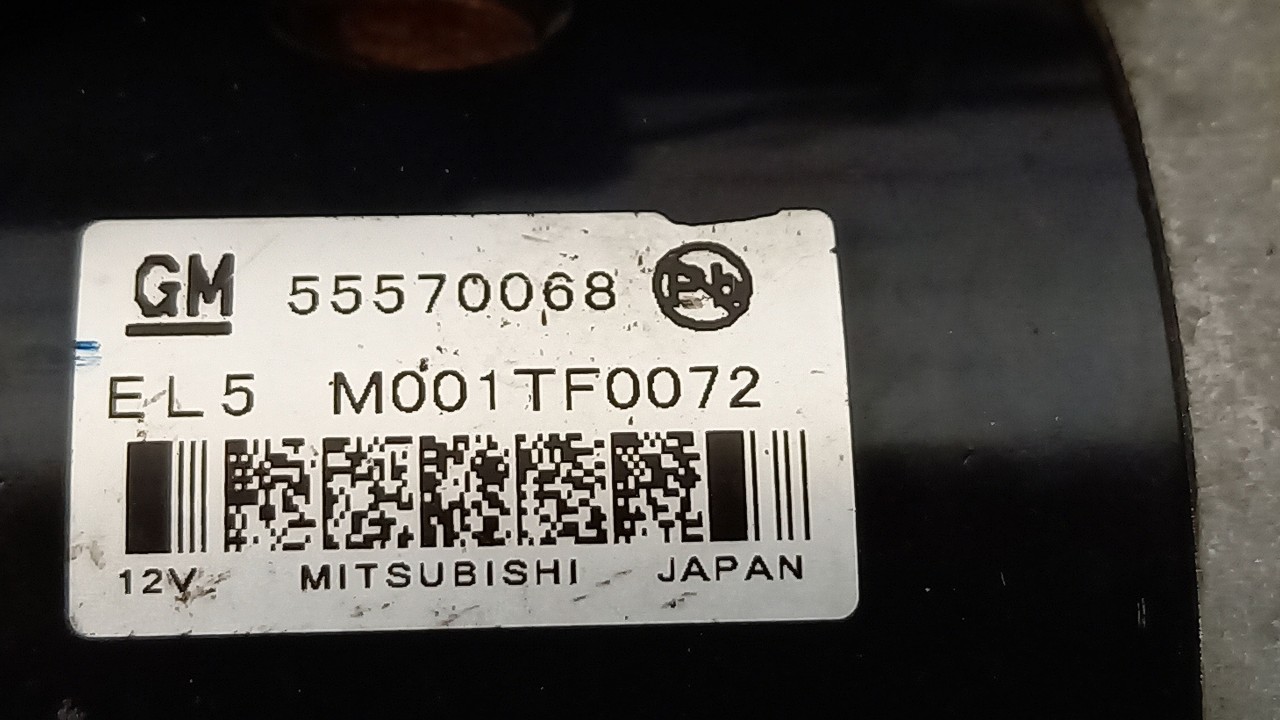 GM 55570068
EL5 M001TF0072
12V MITSUBISHI JAPAN